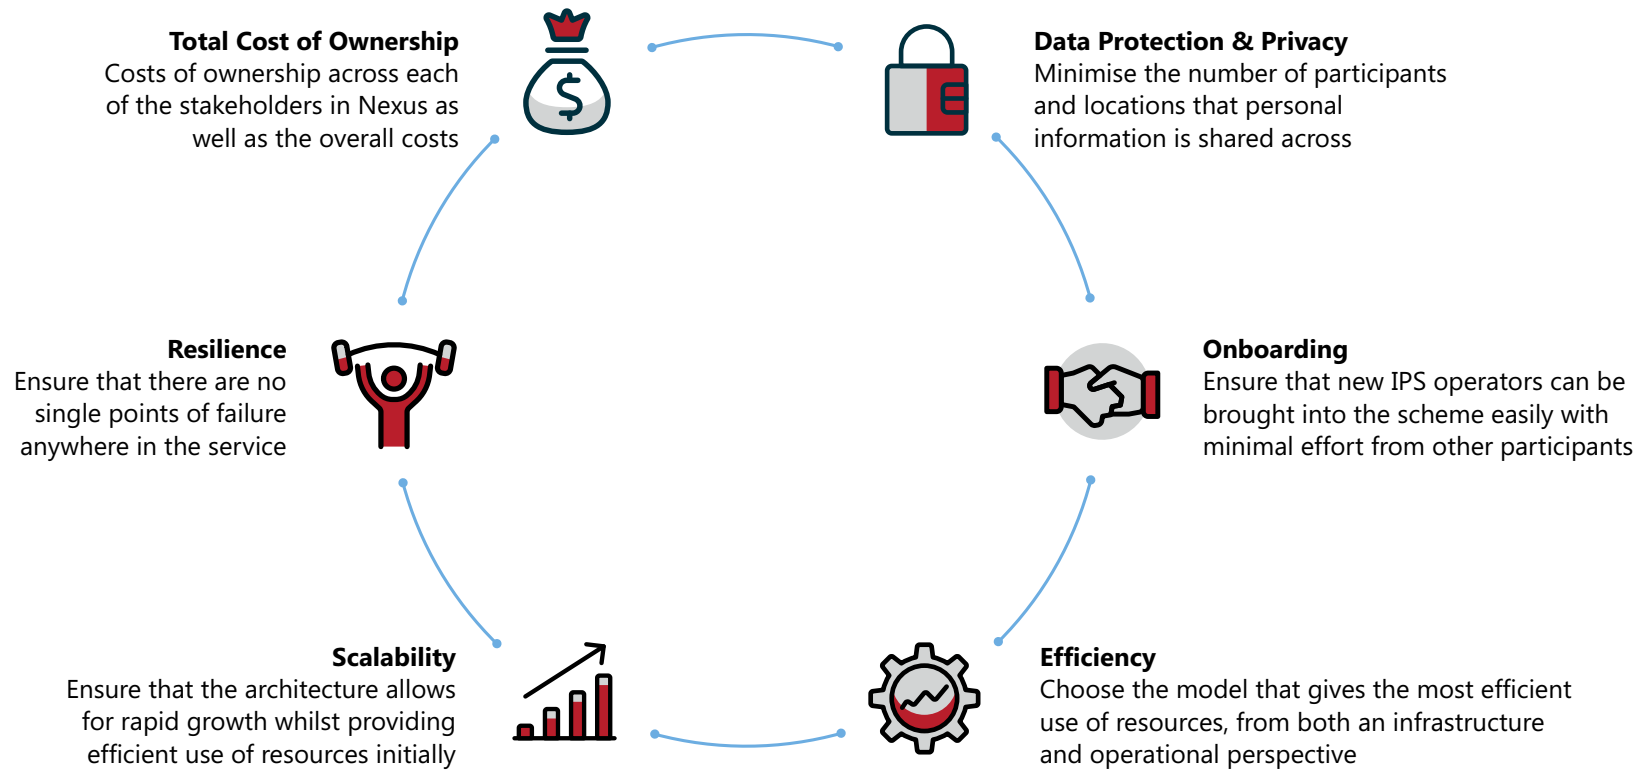 Total Cost of Ownership
Costs of ownership across each
of the stakeholders in Nexus as
well as the overall costs
$
Data Protection & Privacy
Minimise the number of participants
and locations that personal
information is shared across
Resilience
Ensure that there are no
single points of failure
anywhere in the service
Onboarding
Ensure that new IPS operators can be
brought into the scheme easily with
minimal effort from other participants
Scalability
Ensure that the architecture allows
for rapid growth whilst providing
efficient use of resources initially
Efficiency
Choose the model that gives the most efficient
use of resources, from both an infrastructure
and operational perspective